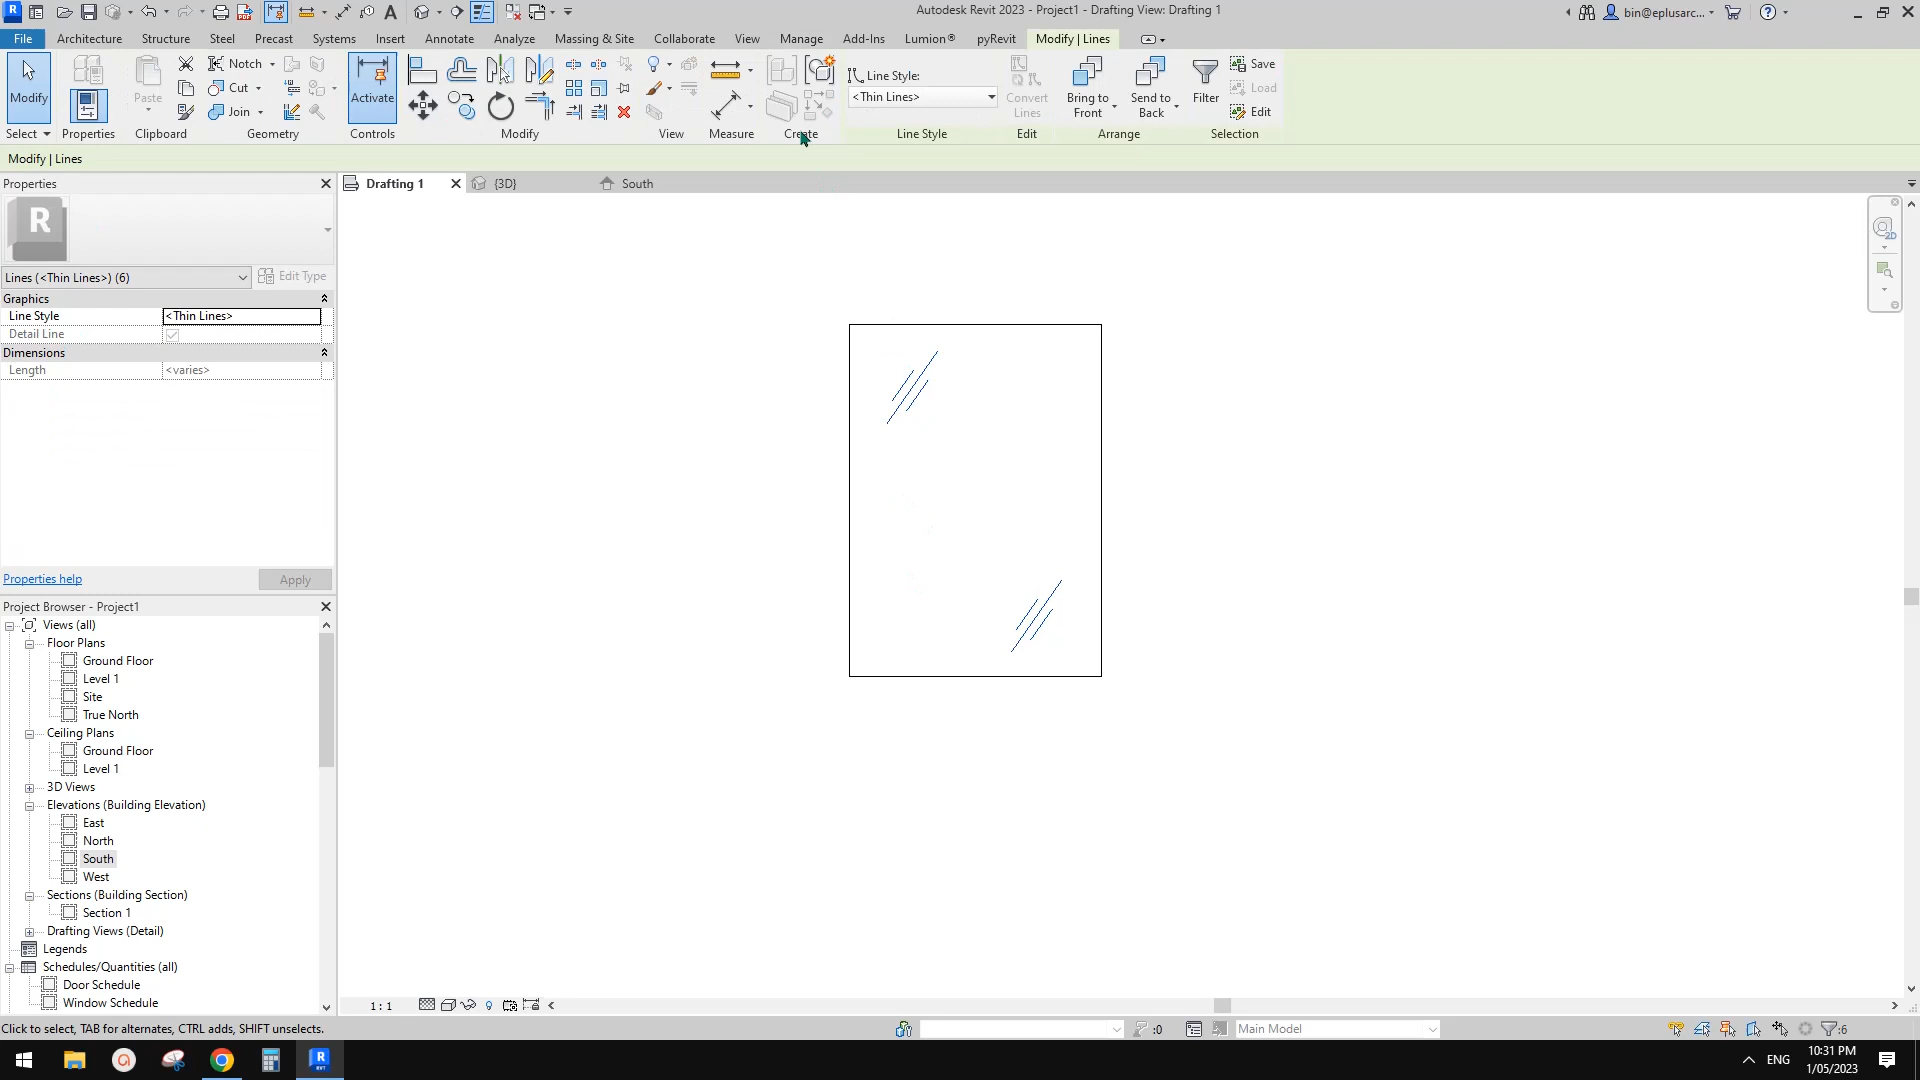 Autodesk Revit 2023 - Project1 - Drafting View: Drafting 1
bin@eplusarc...
File Architecture Structure Steel Precast Systems Insert Annotate Analyze Massing & Site Collaborate View Manage Add-Ins Lumion® pyRevit Modify | Lines
Modify
Paste
Notch
Cut
Join
Activate
Line Style:
<Thin Lines>
Convert
Lines
Bring to
Front
Send to
Back
Filter
Save
Load
Edit
Select Properties Clipboard Geometry Controls Modify View Measure Create Line Style Edit Arrange Selection
Modify | Lines
Properties
Drafting 1
{3D}
South
R
Lines (<Thin Lines>) (6)
Edit Type
Graphics
Line Style <Thin Lines>
Detail Line
Dimensions
Length <varies>
2D
Properties help
Apply
Project Browser - Project1
Views (all)
Floor Plans
Ground Floor
Level 1
Site
True North
Ceiling Plans
Ground Floor
Level 1
3D Views
Elevations (Building Elevation)
East
North
South
West
Sections (Building Section)
Section 1
Drafting Views (Detail)
Legends
Schedules/Quantities (all)
Door Schedule
Window Schedule
1 : 1
Click to select, TAB for alternates, CTRL adds, SHIFT unselects.
:0
Main Model
:6
ENG
10:31 PM
1/05/2023